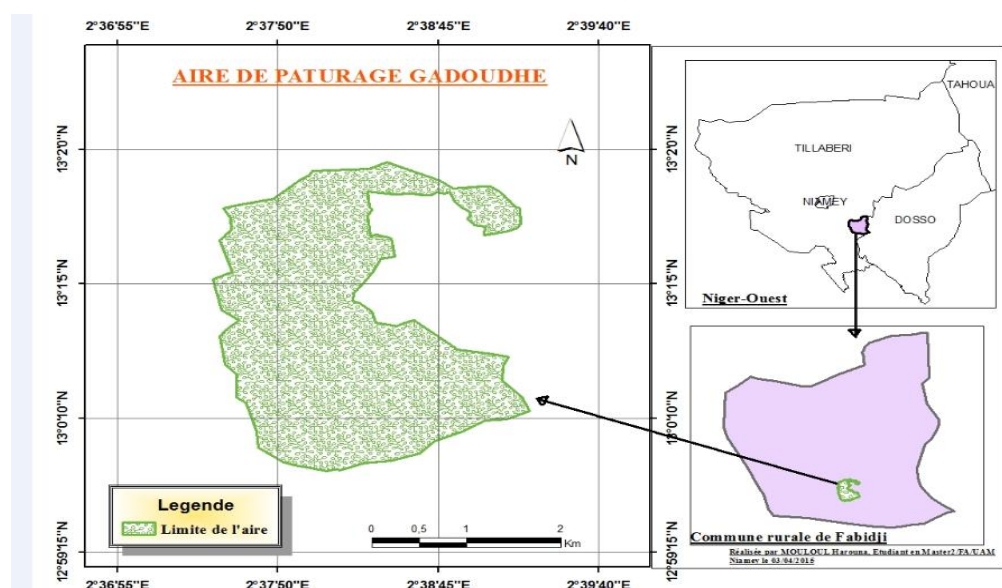 2°36'55"E 2°37'50"E 2°38'45"E 2°39'40"E
AIRE DE PATURAGE GADOUDHE
N
13°20"N 13°20"N
13°15"N 13°15"N
13°0'10"N 13°0'10"N
12°59'15"N 12°59'15"N
Legende
Limite de l'aire
0 0,5 1 2
Km
2°36'55"E 2°37'50"E 2°38'45"E 2°39'40"E
TAHOUA
TILLABERI
NIAMEY
DOSSO
Niger-Ouest
Commune rurale de Fabidji
Réalisée par MOULOUL Harouna, Etudiant en Master2/FA/UAM
Niamey le 03/04/2016